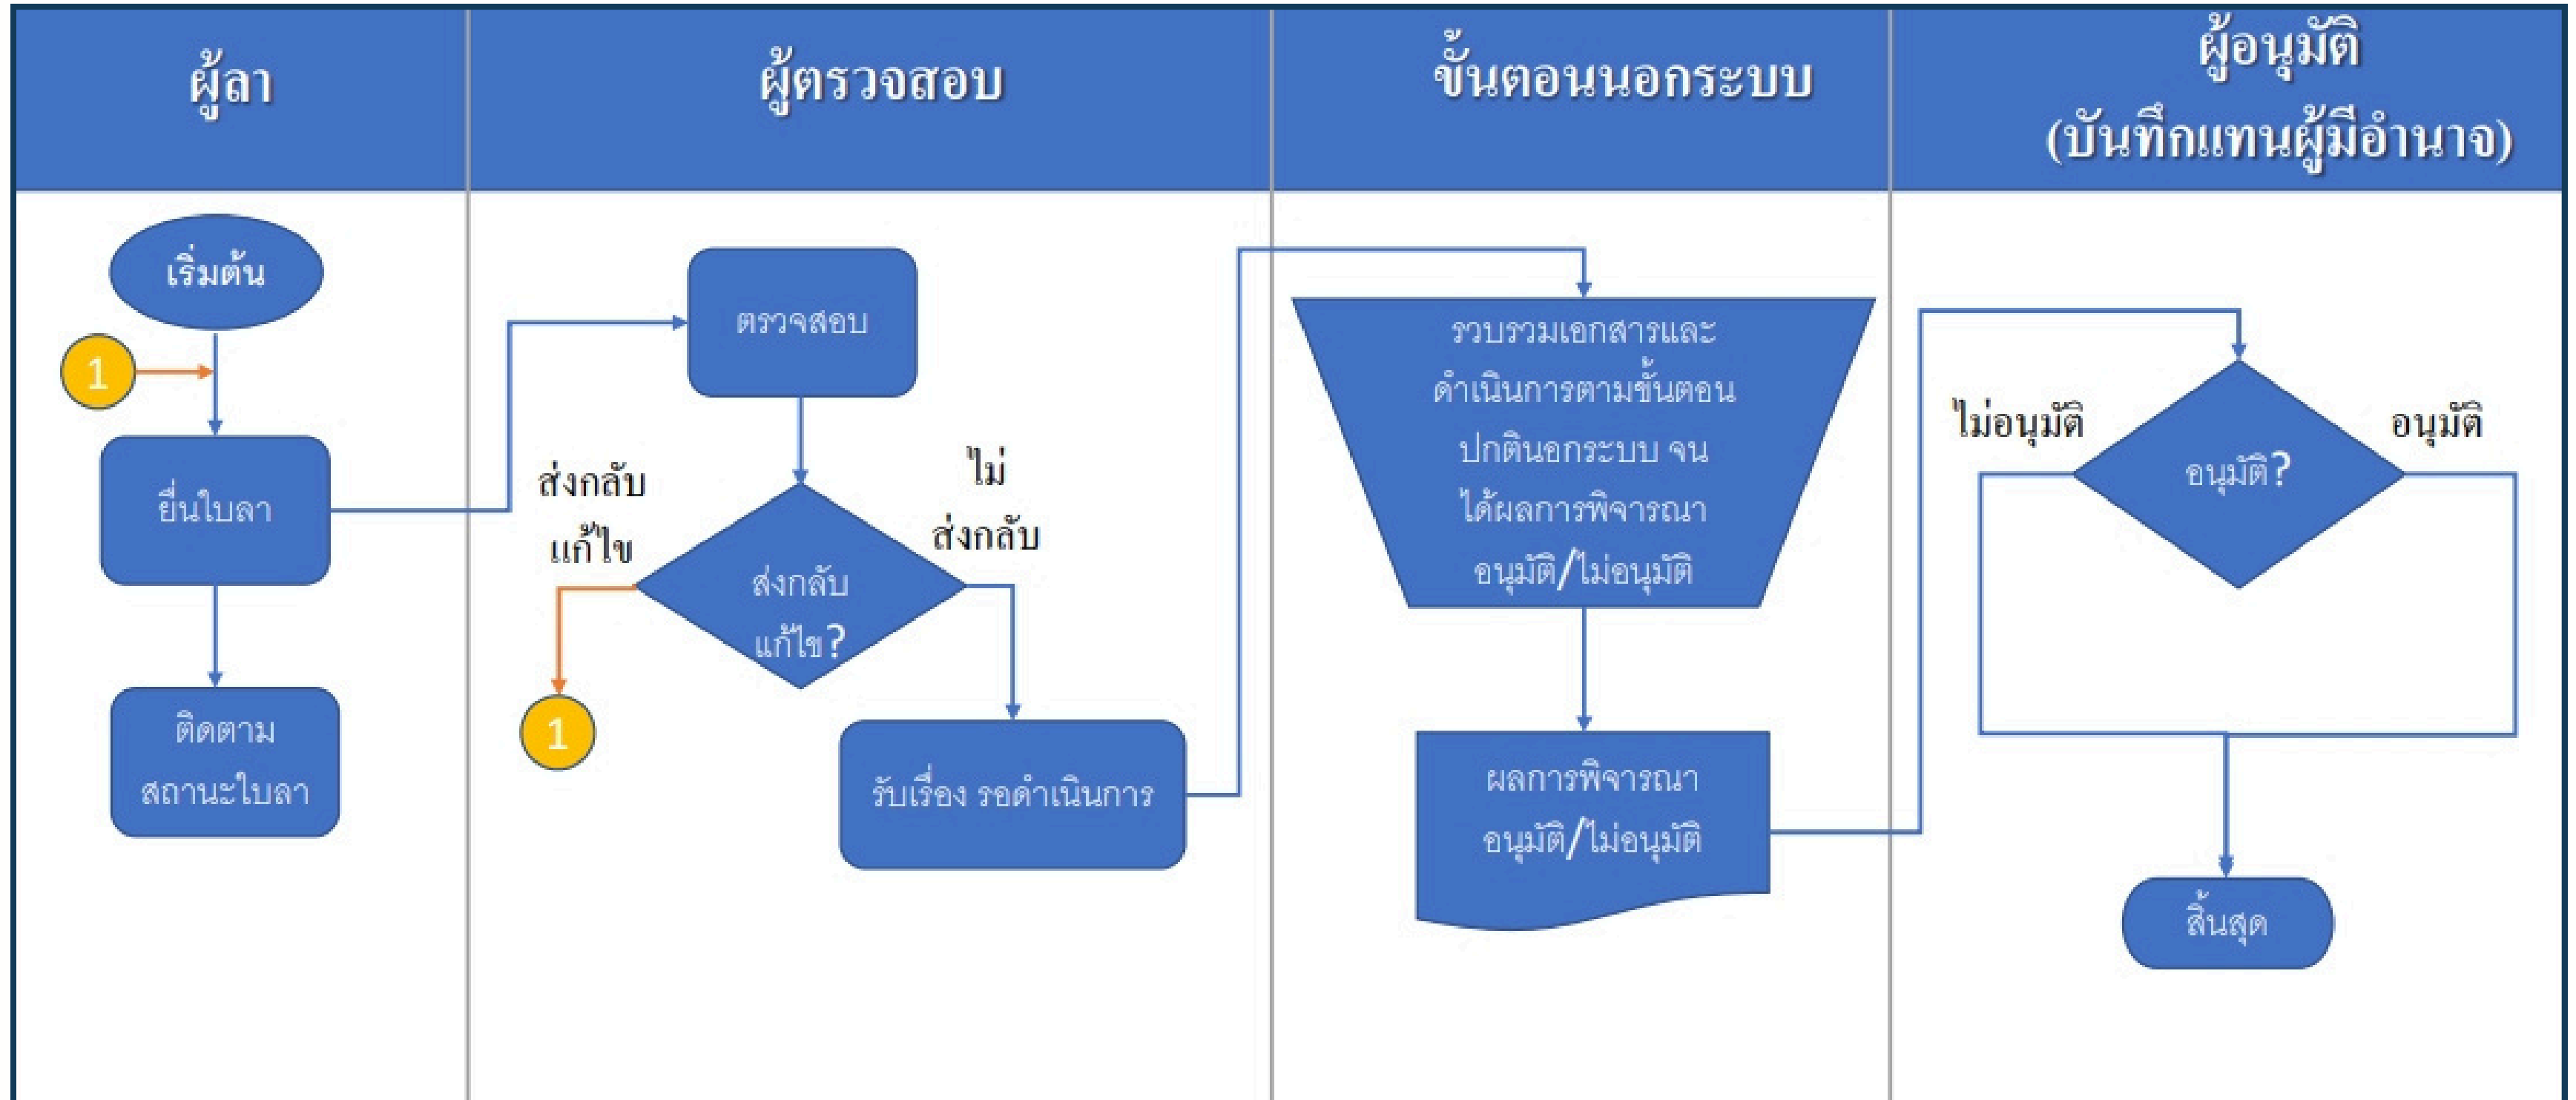 ผู้ลา
ผู้ตรวจสอบ
ขั้นตอนนอกระบบ
ผู้อนุมัติ
(บันทึกแทนผู้มีอำนาจ)
เริ่มต้น
1
ยื่นใบลา
ติดตาม
สถานะใบลา
ตรวจสอบ
ส่งกลับ
แก้ไข
ไม่
ส่งกลับ
ส่งกลับ
แก้ไข?
1
รับเรื่อง รอดำเนินการ
รวบรวมเอกสารและ
ดำเนินการตามขั้นตอน
ปกตินอกระบบ จน
ได้ผลการพิจารณา
อนุมัติ/ไม่อนุมัติ
ผลการพิจารณา
อนุมัติ/ไม่อนุมัติ
ไม่อนุมัติ
อนุมัติ
อนุมัติ?
สิ้นสุด